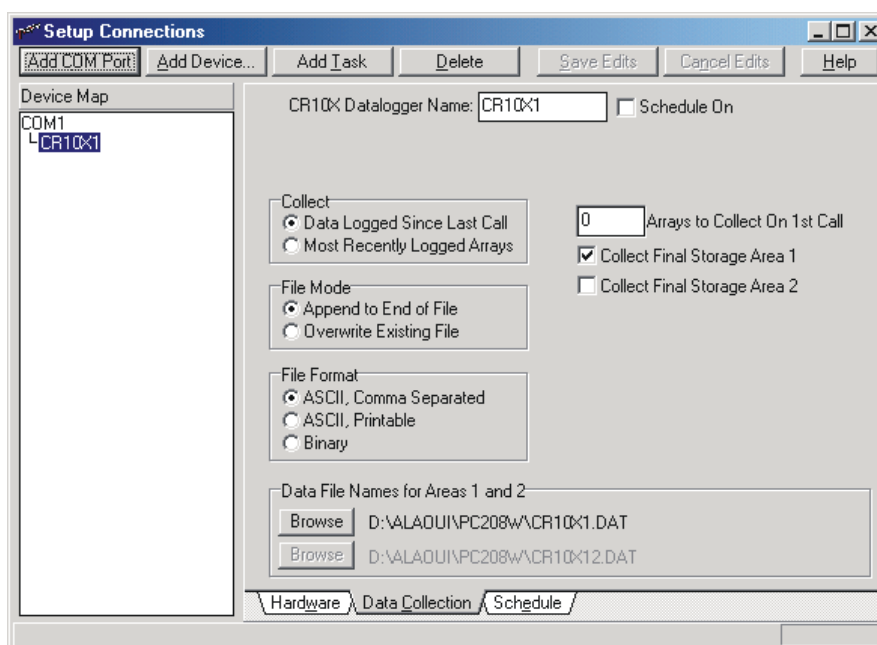 Setup Connections
Add COM Port Add Device... Add Task Delete Save Edits Cancel Edits Help
Device Map
COM1
CR10X1
CR10X Datalogger Name: CR10X1 Schedule On
Collect
Data Logged Since Last Call
Most Recently Logged Arrays
0 Arrays to Collect On 1st Call
Collect Final Storage Area 1
Collect Final Storage Area 2
File Mode
Append to End of File
Overwrite Existing File
File Format
ASCII, Comma Separated
ASCII, Printable
Binary
Data File Names for Areas 1 and 2
Browse D:\ALAOUI\PC208W\CR10X1.DAT
Browse D:\ALAOUI\PC208W\CR10X12.DAT
Hardware Data Collection Schedule